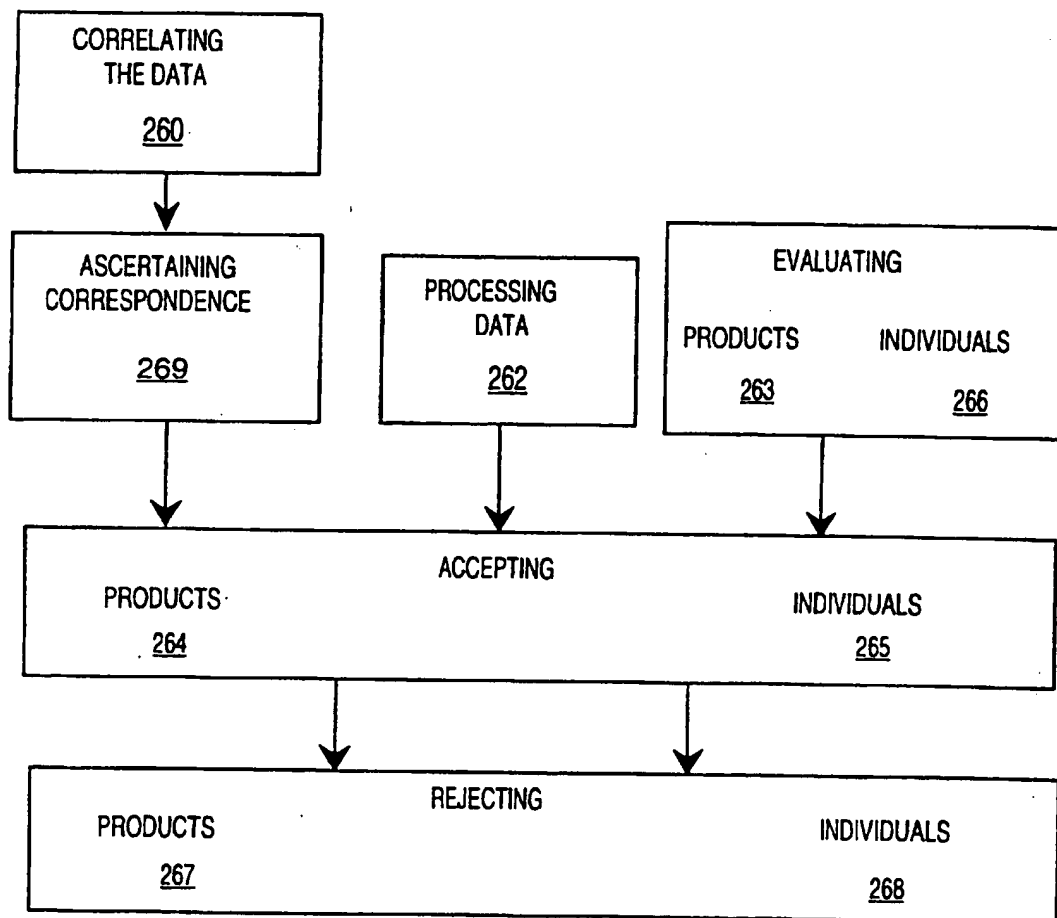 CORRELATING
THE DATA
260
ASCERTAINING
CORRESPONDENCE
269
PROCESSING
DATA
262
EVALUATING
PRODUCTS INDIVIDUALS
263 266
ACCEPTING
PRODUCTS INDIVIDUALS
264 265
REJECTING
PRODUCTS INDIVIDUALS
267 268